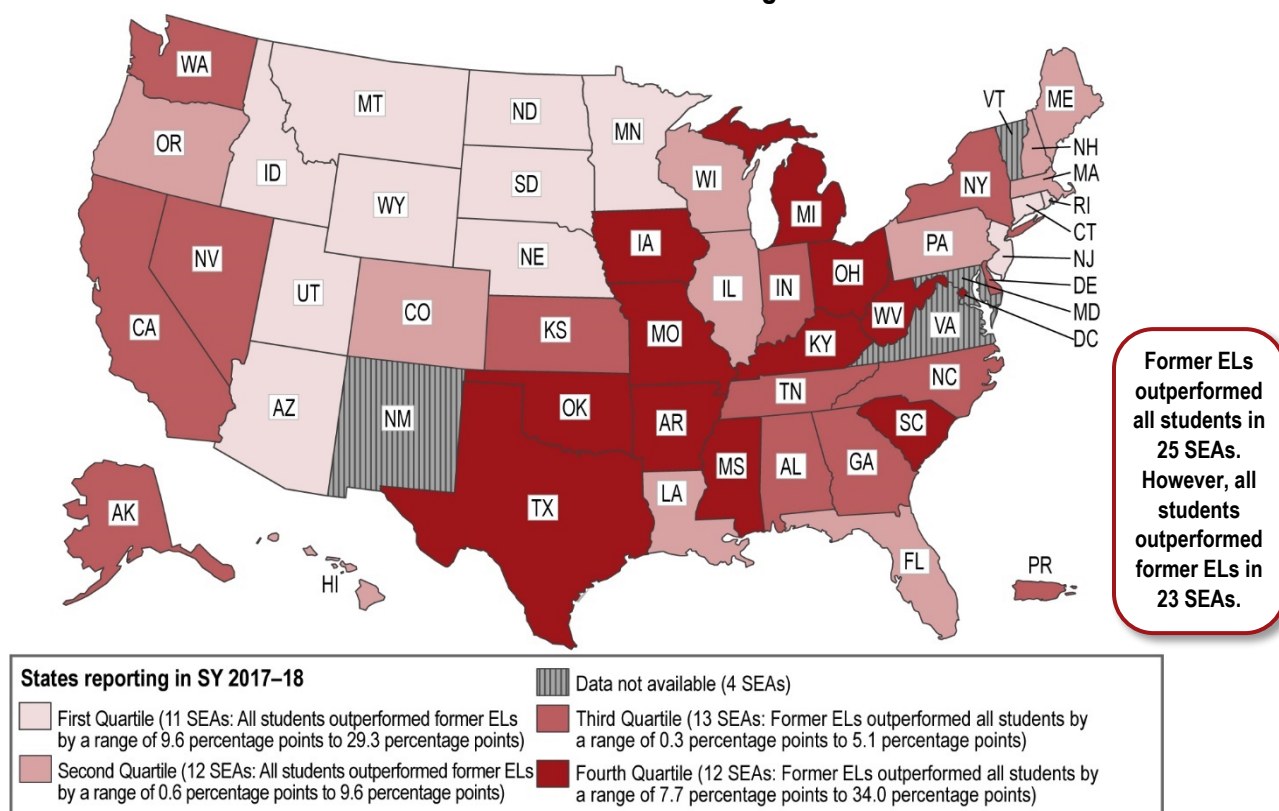 WA
MT
ND
MN
VT
ME
OR
ID
SD
WI
NH
MA
NY
WY
MI
RI
CT
IA
PA
NE
NJ
NV
OH
IL
IN
DE
UT
CO
WV
MD
CA
KS
MO
VA
KY
DC
NC
TN
AZ
NM
OK
AR
SC
MS
AL
GA
LA
TX
AK
FL
HI
PR
Former ELs
outperformed
all students in
25 SEAs.
However, all
students
outperformed
former ELs in
23 SEAs.
States reporting in SY 2017–18
First Quartile (11 SEAs: All students outperformed former ELs
by a range of 9.6 percentage points to 29.3 percentage points)
Second Quartile (12 SEAs: All students outperformed former ELs
by a range of 0.6 percentage points to 9.6 percentage points)
Data not available (4 SEAs)
Third Quartile (13 SEAs: Former ELs outperformed all students by
a range of 0.3 percentage points to 5.1 percentage points)
Fourth Quartile (12 SEAs: Former ELs outperformed all students by
a range of 7.7 percentage points to 34.0 percentage points)